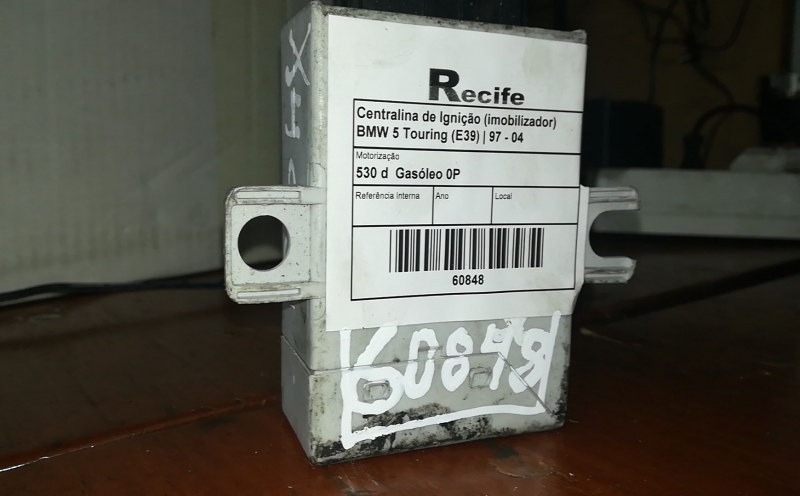 Recife
Centralina de Ignição (imobilizador)
BMW 5 Touring (E39) | 97 - 04
Motorização
530 d Gasóleo 0P
Referência Interna Ano Local
60848
60848